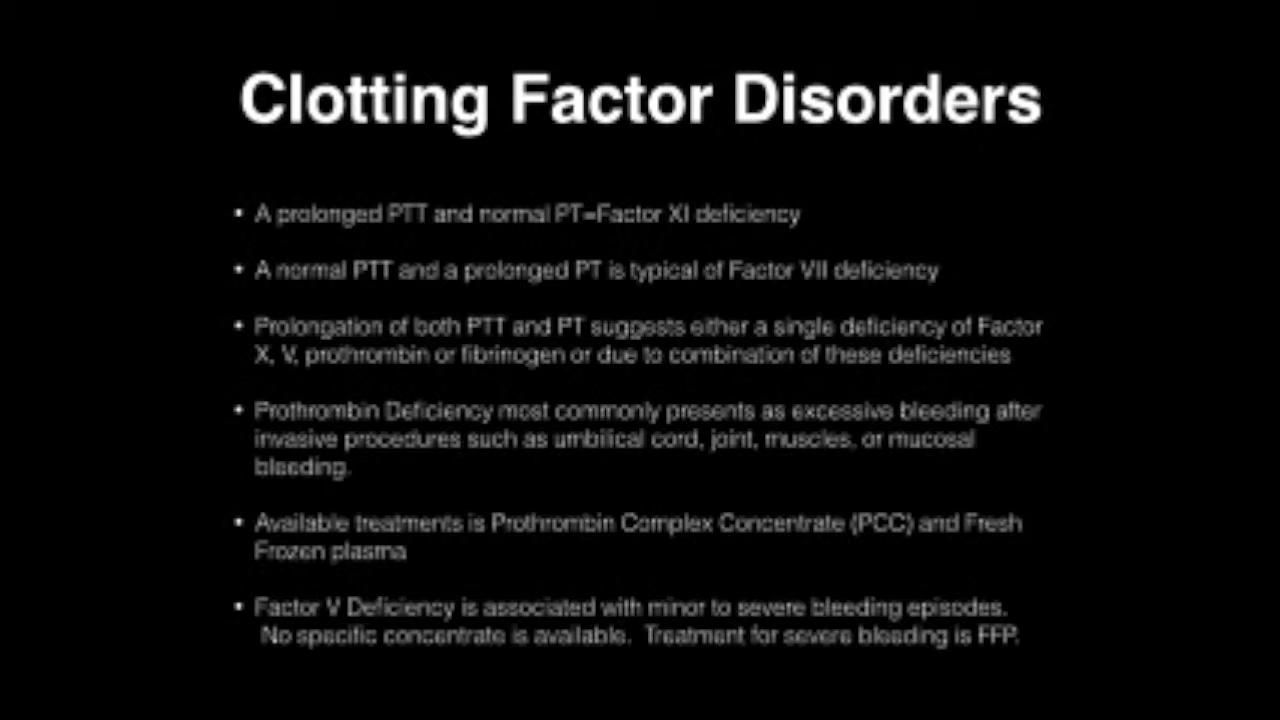 Clotting Factor Disorders
• A prolonged PTT and normal PT=Factor XI deficiency
• A normal PTT and a prolonged PT is typical of Factor VII deficiency
• Prolongation of both PTT and PT suggests either a single deficiency of Factor
X, V, prothrombin or fibrinogen or due to combination of these deficiencies
• Prothrombin Deficiency most commonly presents as excessive bleeding after
invasive procedures such as umbilical cord, joint, muscles, or mucosal
bleeding.
• Available treatments is Prothrombin Complex Concentrate (PCC) and Fresh
Frozen plasma
• Factor V Deficiency is associated with minor to severe bleeding episodes.
No specific concentrate is available. Treatment for severe bleeding is FFP.